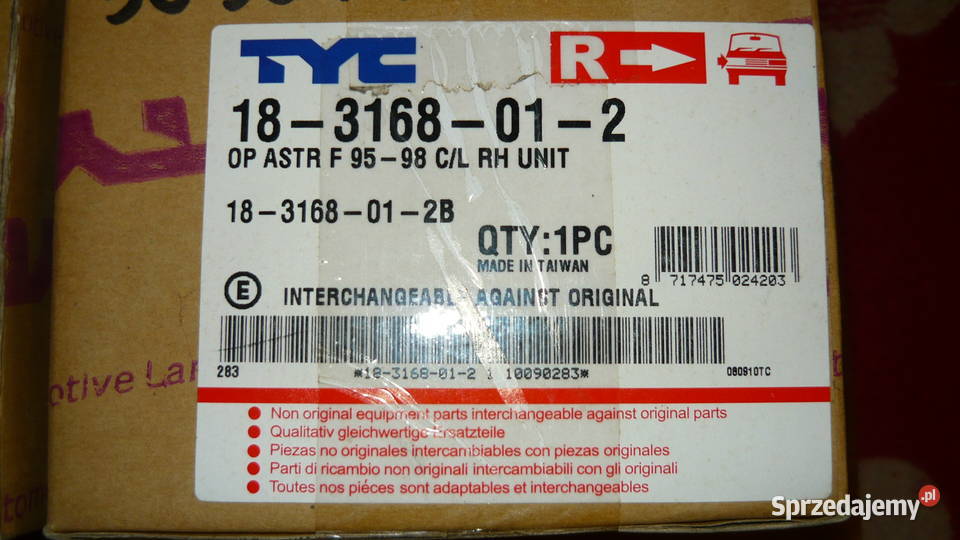 TYC
R
18-3168-01-2
OP ASTR F 95-98 C/L RH UNIT
18-3168-01-2B
QTY:1PC
MADE IN TAIWAN
8 717475 024203
E INTERCHANGEABLE AGAINST ORIGINAL
283 *18-3168-01-2 1 10090283* 080910TC
Non original equipment parts interchangeable against original parts
Qualitativ gleichwertige Ersatzteile
Piezas no originales intercambiables con piezas originales
Parti di ricambio non originali intercambiabili con gli originali
Toutes nos piéces sont adaptables et interchangeables
otive Lam
Sprzedajemy.pl